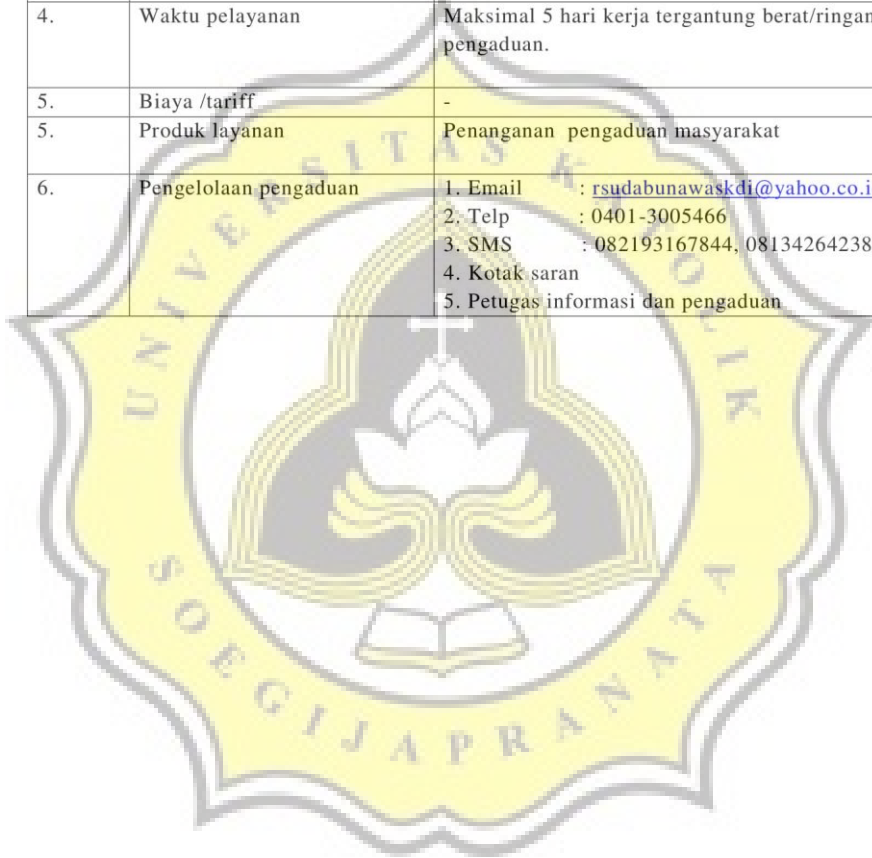 4. Waktu pelayanan Maksimal 5 hari kerja tergantung berat/ringan
pengaduan.
5. Biaya /tariff -
5. Produk layanan Penanganan pengaduan masyarakat
6. Pengelolaan pengaduan 1. Email : rsudabunawaskdi@yahoo.co.i
2. Telp : 0401-3005466
3. SMS : 082193167844, 08134264238
4. Kotak saran
5. Petugas informasi dan pengaduan
UNIVERSITAS KATOLIK
SOEGIJAPRANATA